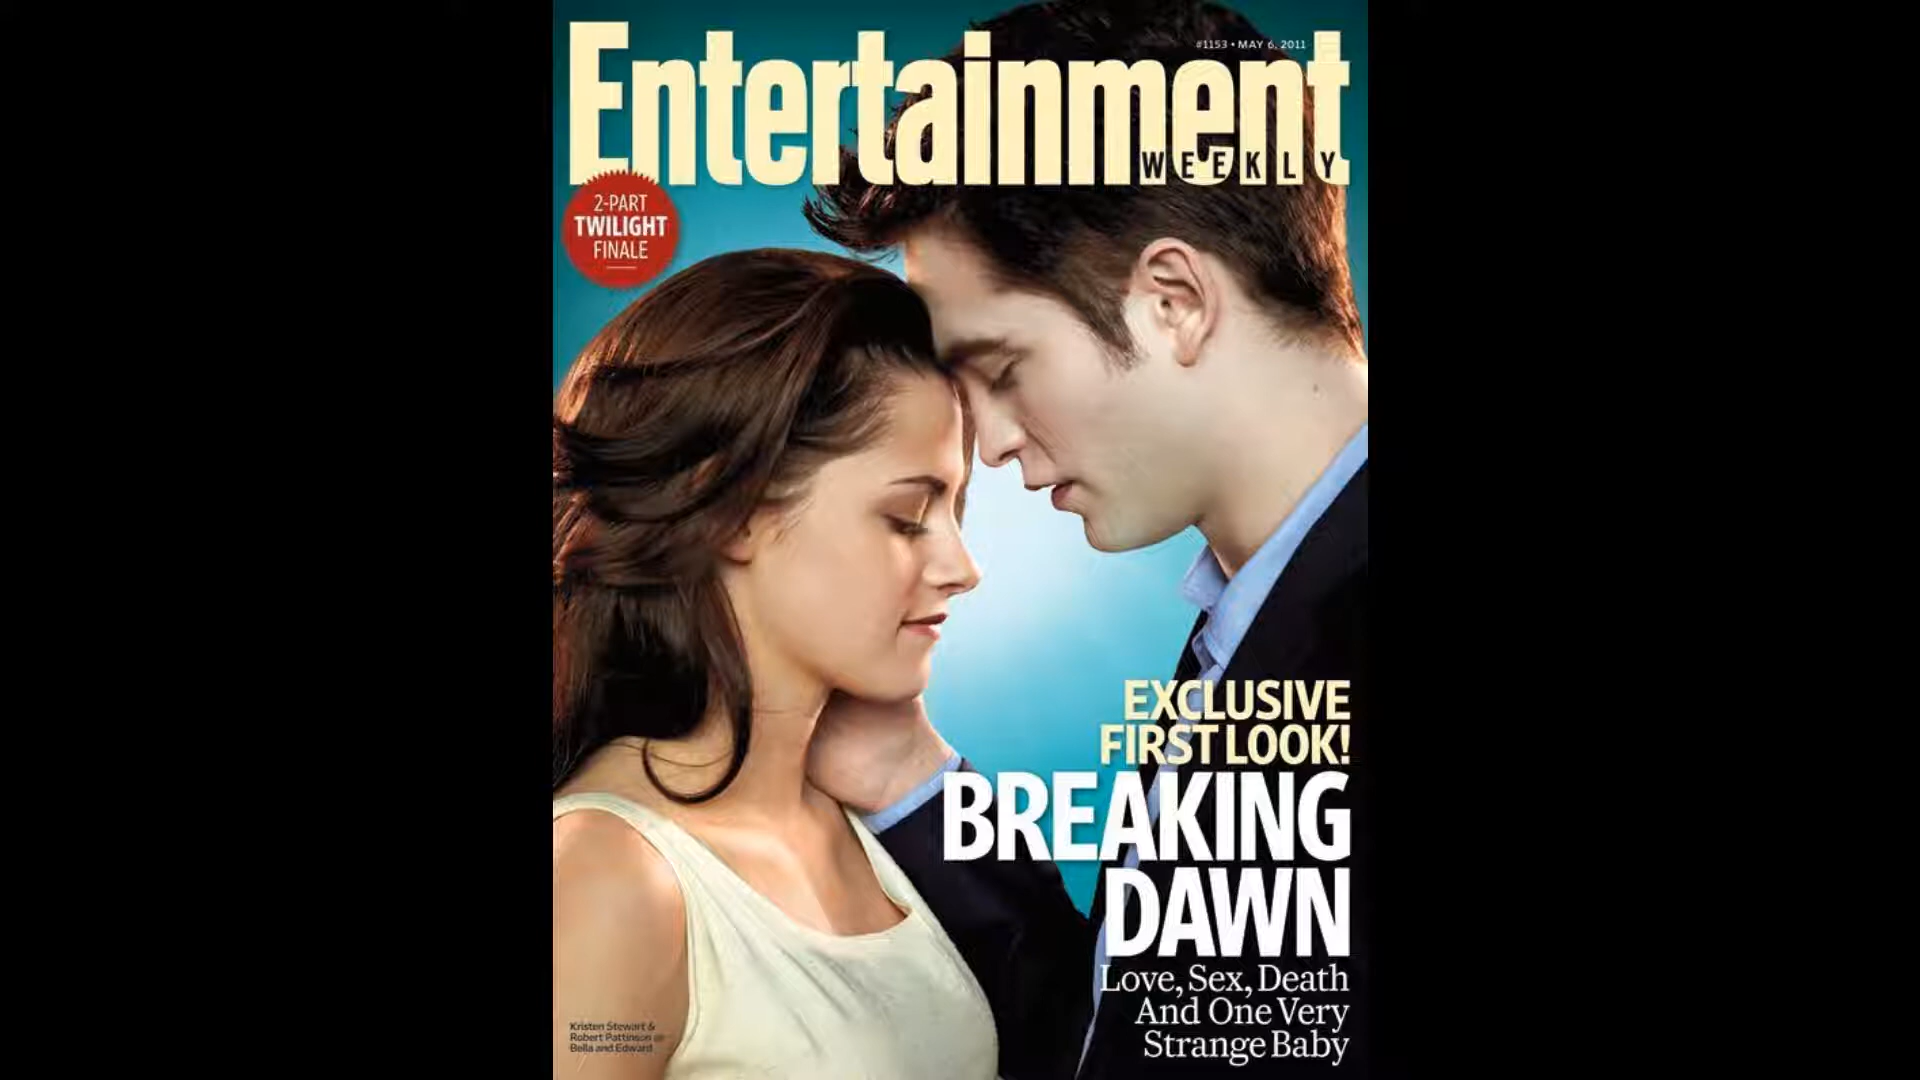 #1153 • MAY 6, 2011
Entertainment
WEEKLY
2-PART
TWILIGHT
FINALE
EXCLUSIVE
FIRST LOOK!
BREAKING
DAWN
Love, Sex, Death
And One Very
Strange Baby
Kristen Stewart &
Robert Pattinson as
Bella and Edward